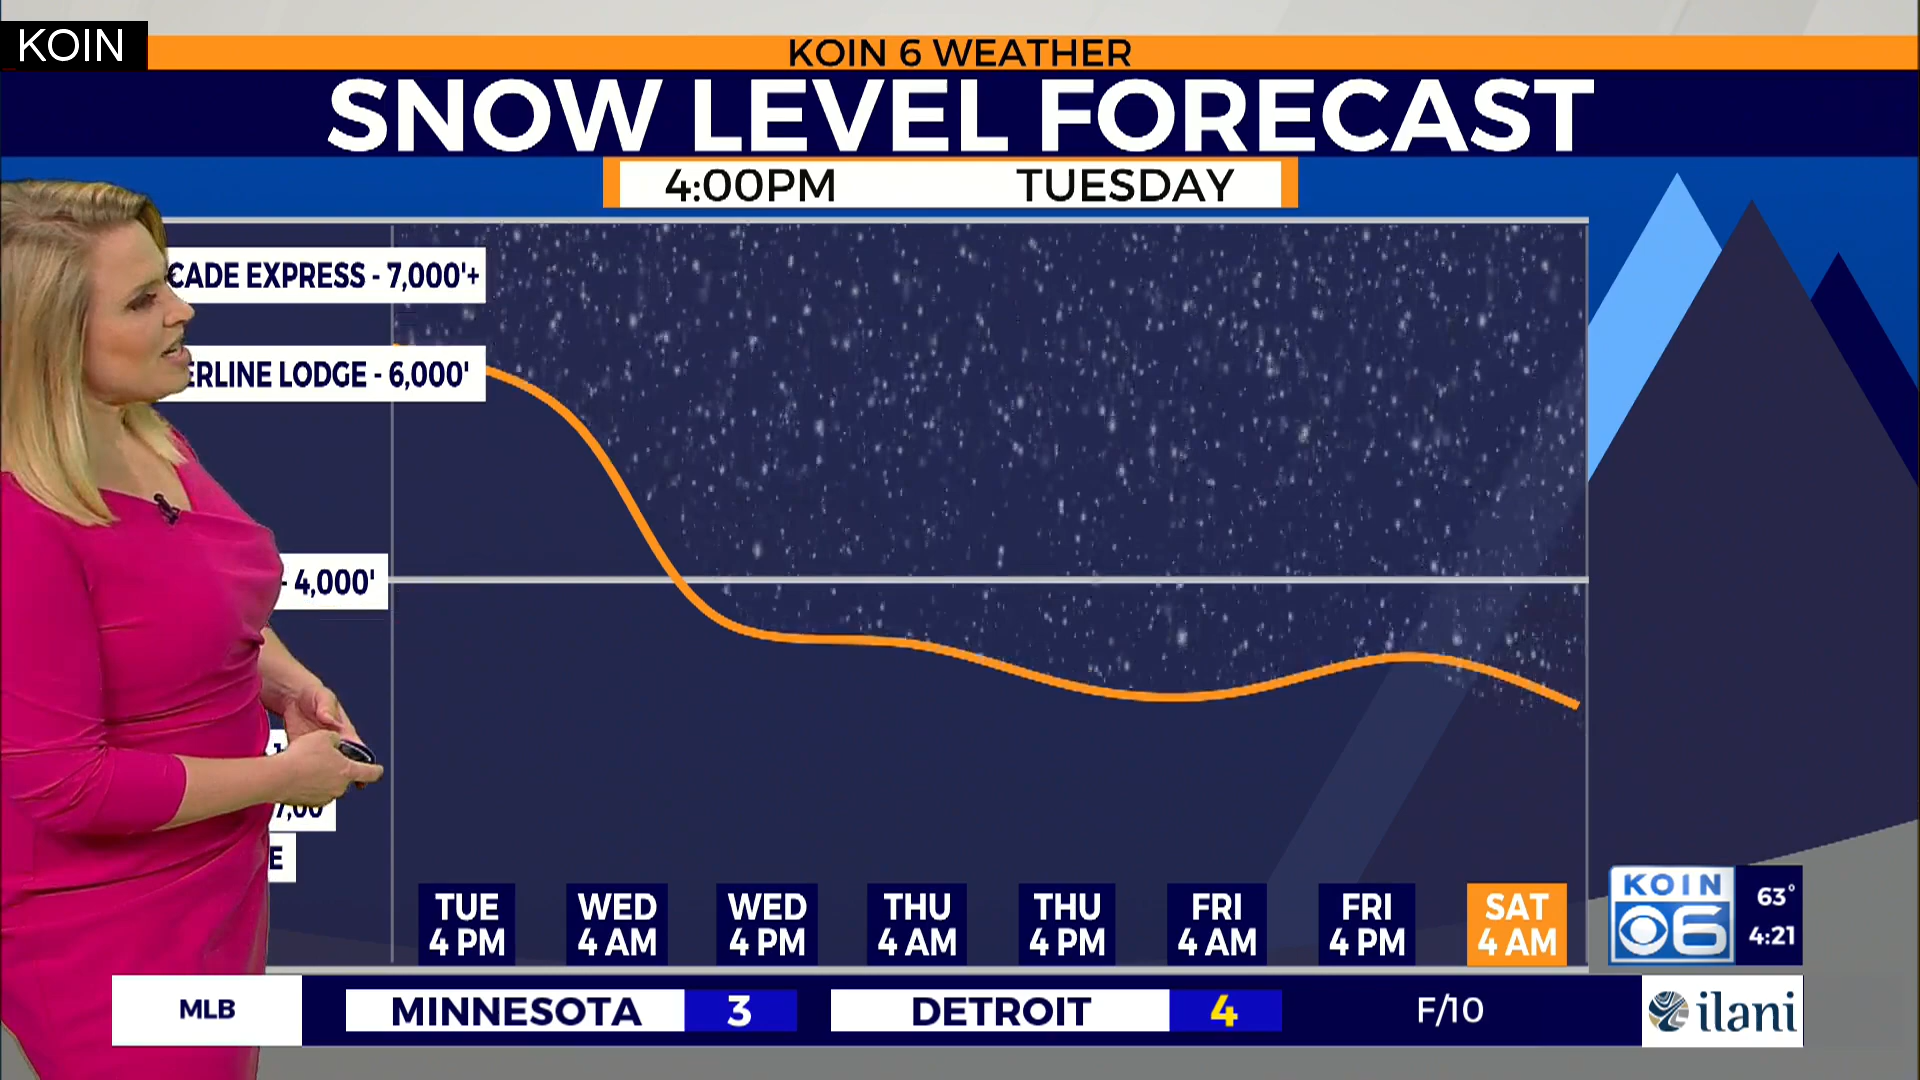 KOIN
KOIN 6 WEATHER
SNOW LEVEL FORECAST
4:00PM TUESDAY
CADE EXPRESS - 7,000'+
ERLINE LODGE - 6,000'
- 4,000'
E
TUE 4 PM
WED 4 AM
WED 4 PM
THU 4 AM
THU 4 PM
FRI 4 AM
FRI 4 PM
SAT 4 AM
KOIN 6
63°
4:21
MLB MINNESOTA 3 DETROIT 4 F/10 ilani